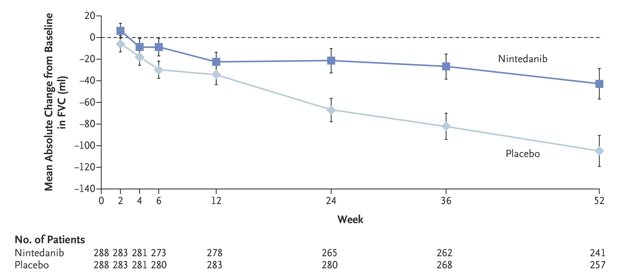 Mean Absolute Change from Baseline
in FVC (ml)
20
0
−20
−40
−60
−80
−100
−120
−140
Nintedanib
Placebo
0 2 4 6 12 24 36 52
Week
No. of Patients
Nintedanib 288 283 281 273 278 265 262 241
Placebo 288 283 281 280 283 280 268 257